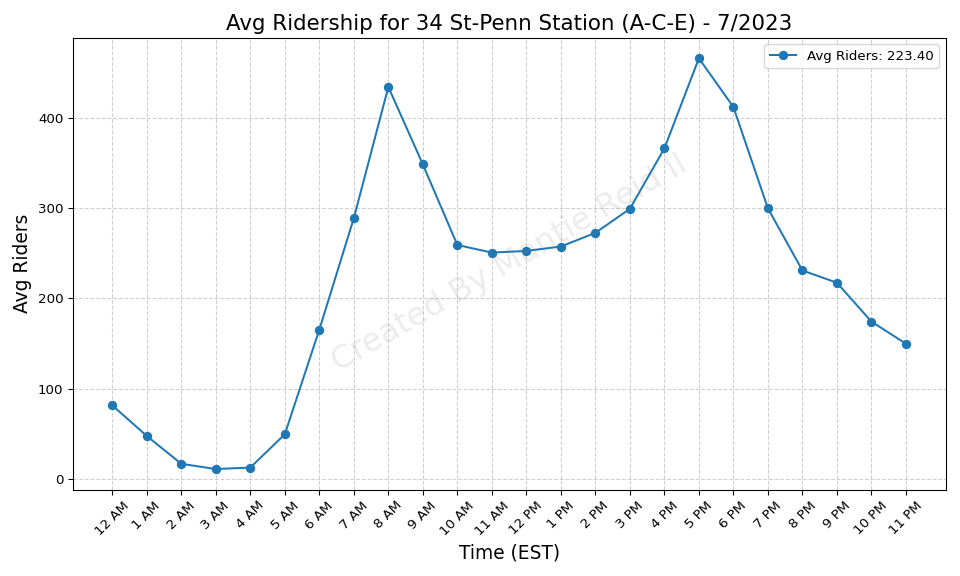 Avg Ridership for 34 St-Penn Station (A-C-E) - 7/2023
Avg Riders: 223.40
Avg Riders
400
300
200
100
0
Created By Mantle Reid II
12 AM
1 AM
2 AM
3 AM
4 AM
5 AM
6 AM
7 AM
8 AM
9 AM
10 AM
11 AM
12 PM
1 PM
2 PM
3 PM
4 PM
5 PM
6 PM
7 PM
8 PM
9 PM
10 PM
11 PM
Time (EST)